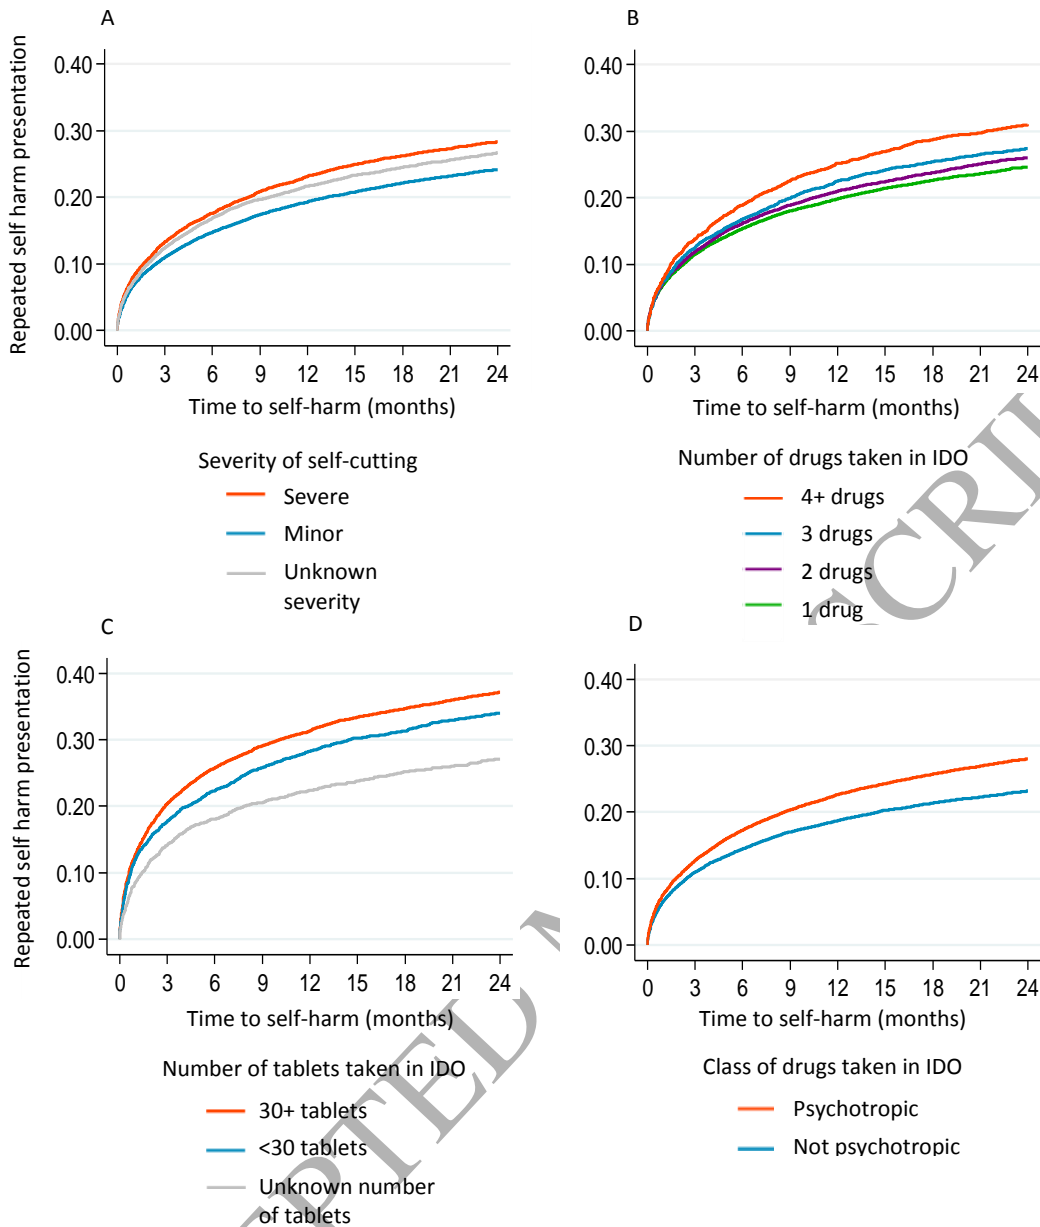 A
Repeated self harm presentation
0.40
0.30
0.20
0.10
0.00
0 3 6 9 12 15 18 21 24
Time to self-harm (months)
Severity of self-cutting
Severe
Minor
Unknown
severity
B
0.40
0.30
0.20
0.10
0.00
0 3 6 9 12 15 18 21 24
Time to self-harm (months)
Number of drugs taken in IDO
4+ drugs
3 drugs
2 drugs
1 drug
C
Repeated self harm presentation
0.40
0.30
0.20
0.10
0.00
0 3 6 9 12 15 18 21 24
Time to self-harm (months)
Number of tablets taken in IDO
30+ tablets
<30 tablets
Unknown number
of tablets
D
0.40
0.30
0.20
0.10
0.00
0 3 6 9 12 15 18 21 24
Time to self-harm (months)
Class of drugs taken in IDO
Psychotropic
Not psychotropic